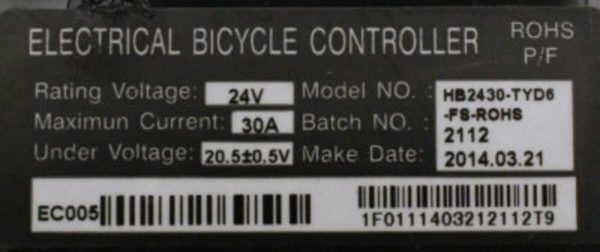 ELECTRICAL BICYCLE CONTROLLER ROHS P/F
Rating Voltage: 24V Model NO. : HB2430-TYD6
-FS-ROHS
Maximun Current: 30A Batch NO. : 2112
Under Voltage: 20.5±0.5V Make Date: 2014.03.21
EC005 1F0111403212112T9